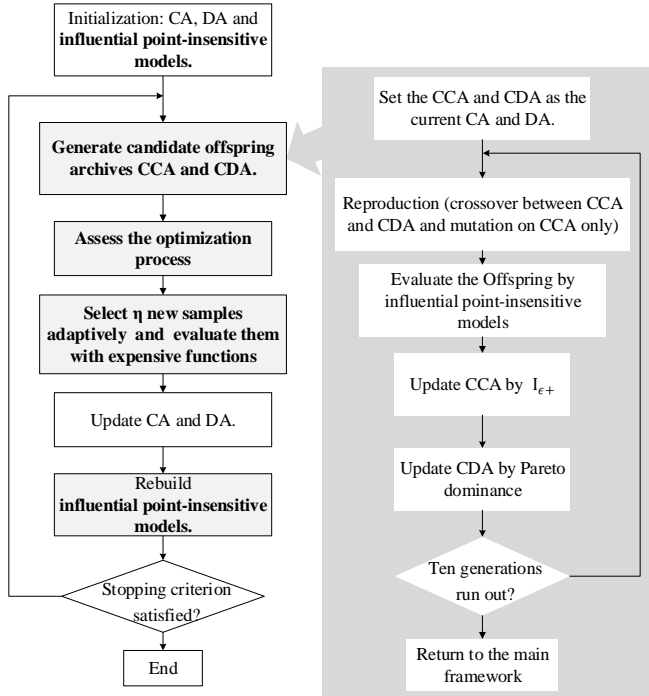 Initialization: CA, DA and
influential point-insensitive
models.
Generate candidate offspring
archives CCA and CDA.
Assess the optimization
process
Select η new samples
adaptively and evaluate them
with expensive functions
Update CA and DA.
Rebuild
influential point-insensitive
models.
Stopping criterion
satisfied?
End
Set the CCA and CDA as the
current CA and DA.
Reproduction (crossover between CCA
and CDA and mutation on CCA only)
Evaluate the Offspring by
influential point-insensitive
models
Update CCA by I_{ϵ+}
Update CDA by Pareto
dominance
Ten generations
run out?
Return to the main
framework